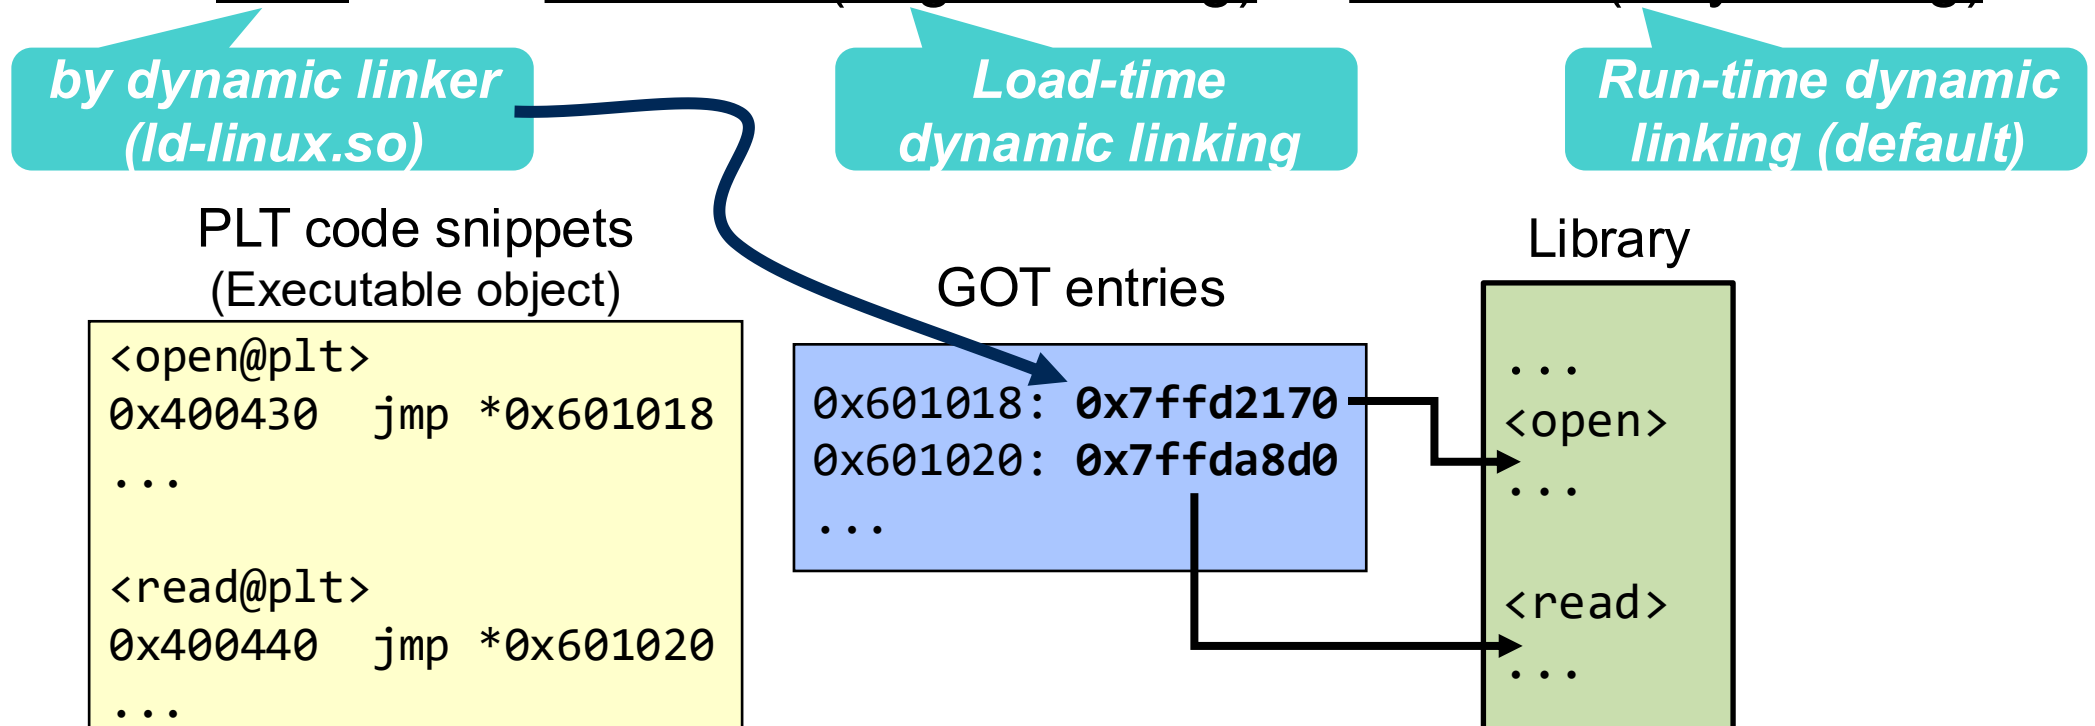 by dynamic linker
(ld-linux.so)
Load-time
dynamic linking
Run-time dynamic
linking (default)
PLT code snippets
(Executable object)
<open@plt>
0x400430 jmp *0x601018
...
<read@plt>
0x400440 jmp *0x601020
...
GOT entries
0x601018: 0x7ffd2170
0x601020: 0x7ffda8d0
...
Library
...
<open>
...
<read>
...